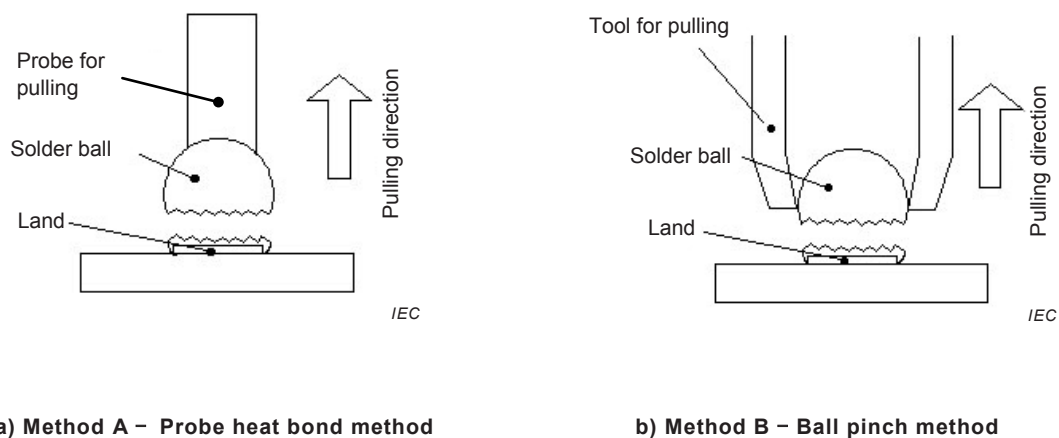 Probe for
pulling
Solder ball
Land
Pulling direction
IEC
a) Method A – Probe heat bond method
Tool for pulling
Solder ball
Land
Pulling direction
IEC
b) Method B – Ball pinch method